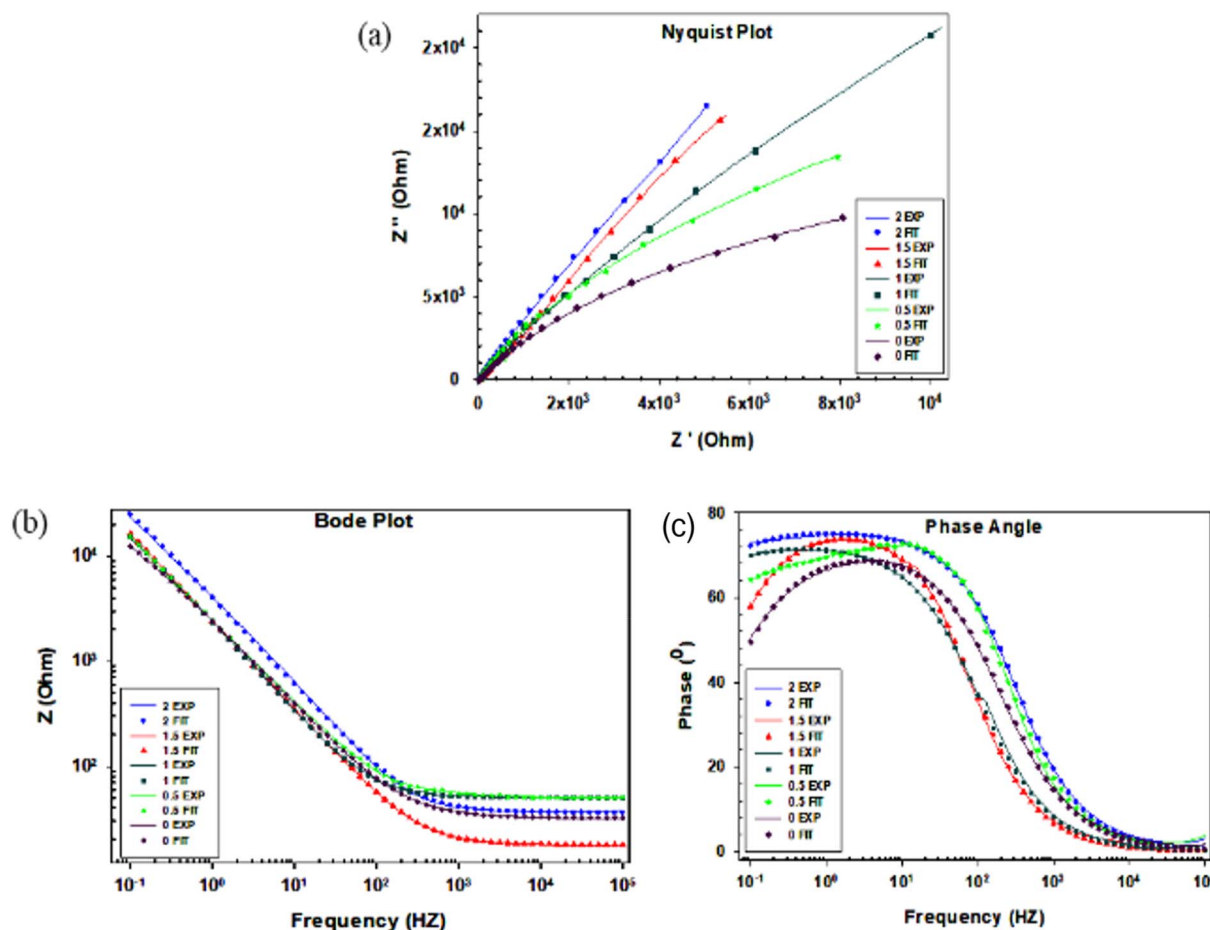 (a)
Nyquist Plot
2x10⁴
2x10⁴
10⁴
5x10³
0
Z '' (Ohm)
0
2x10³
4x10³
6x10³
8x10³
10⁴
Z ' (Ohm)
2 EXP
2 FIT
1.5 EXP
1.5 FIT
1 EXP
1 FIT
0.5 EXP
0.5 FIT
0 EXP
0 FIT
(b)
Bode Plot
10⁴
10³
10²
Z (Ohm)
2 EXP
2 FIT
1.5 EXP
1.5 FIT
1 EXP
1 FIT
0.5 EXP
0.5 FIT
0 EXP
0 FIT
10⁻¹
10⁰
10¹
10²
10³
10⁴
10⁵
Frequency (HZ)
(c)
Phase Angle
80
60
40
20
0
Phase (⁰)
2 EXP
2 FIT
1.5 EXP
1.5 FIT
1 EXP
1 FIT
0.5 EXP
0.5 FIT
0 EXP
0 FIT
10⁻¹
10⁰
10¹
10²
10³
10⁴
Frequency (HZ)